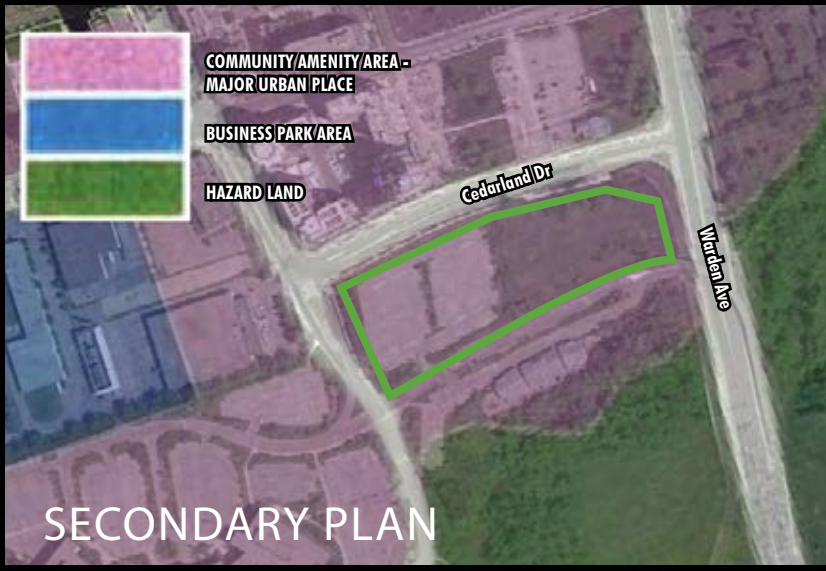 COMMUNITY AMENITY AREA -
MAJOR URBAN PLACE
BUSINESS PARK AREA
HAZARD LAND
Cedarland Dr
Warden Ave
SECONDARY PLAN